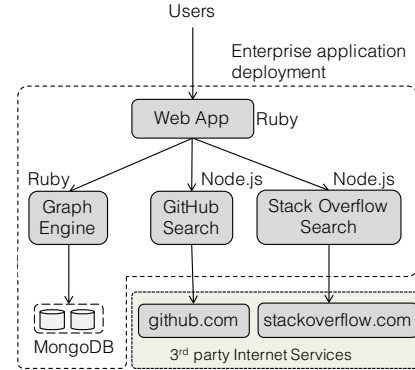 Users
Enterprise application
deployment
Web App
Ruby
Ruby
Node.js
Node.js
Graph
Engine
GitHub
Search
Stack Overflow
Search
MongoDB
github.com
stackoverflow.com
3rd party Internet Services